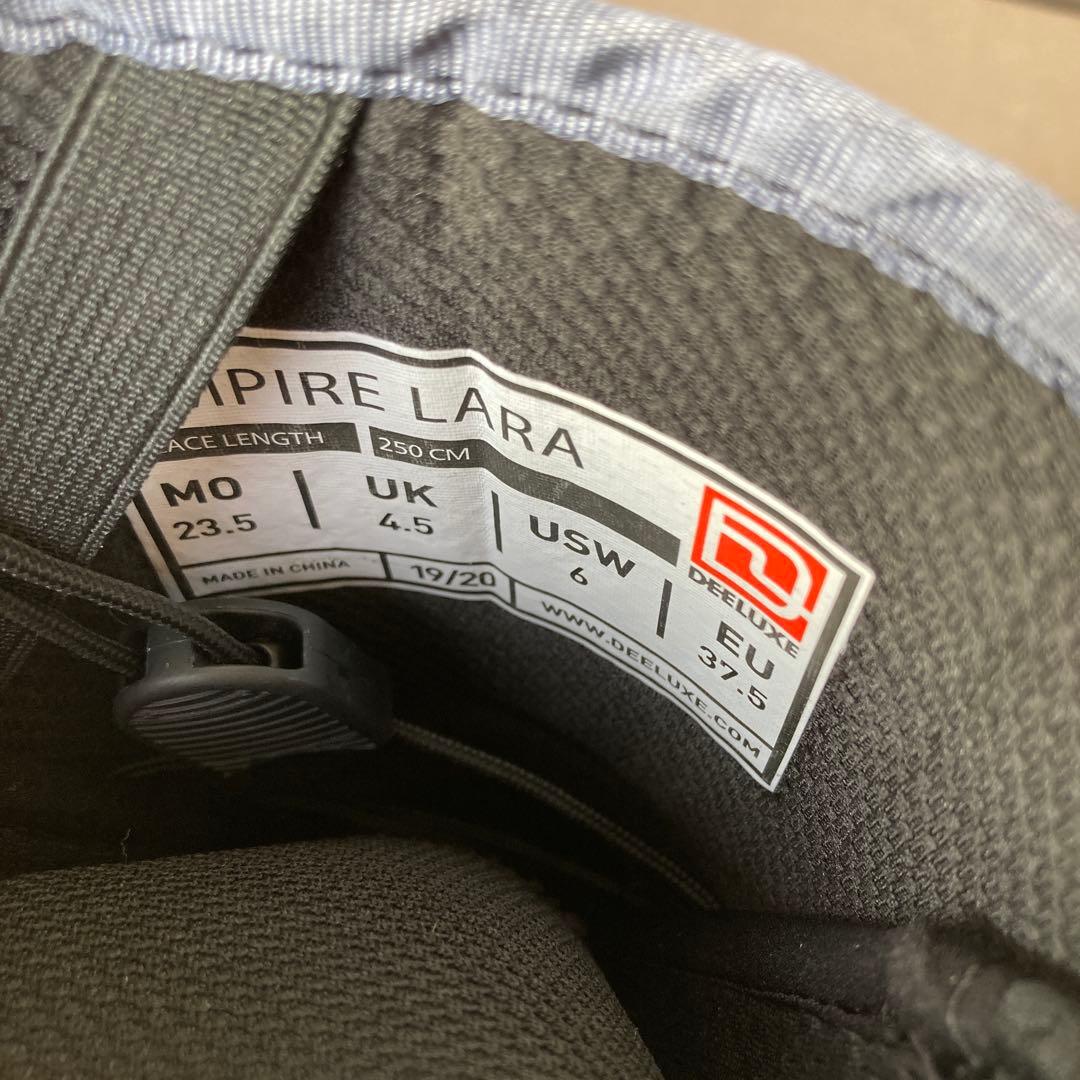 MPIRE LARA
LACE LENGTH 250 CM
MO | UK | USW | EU
23.5 4.5 6 37.5
MADE IN CHINA 19/20 WWW.DEELUXE.COM
DEELUXE